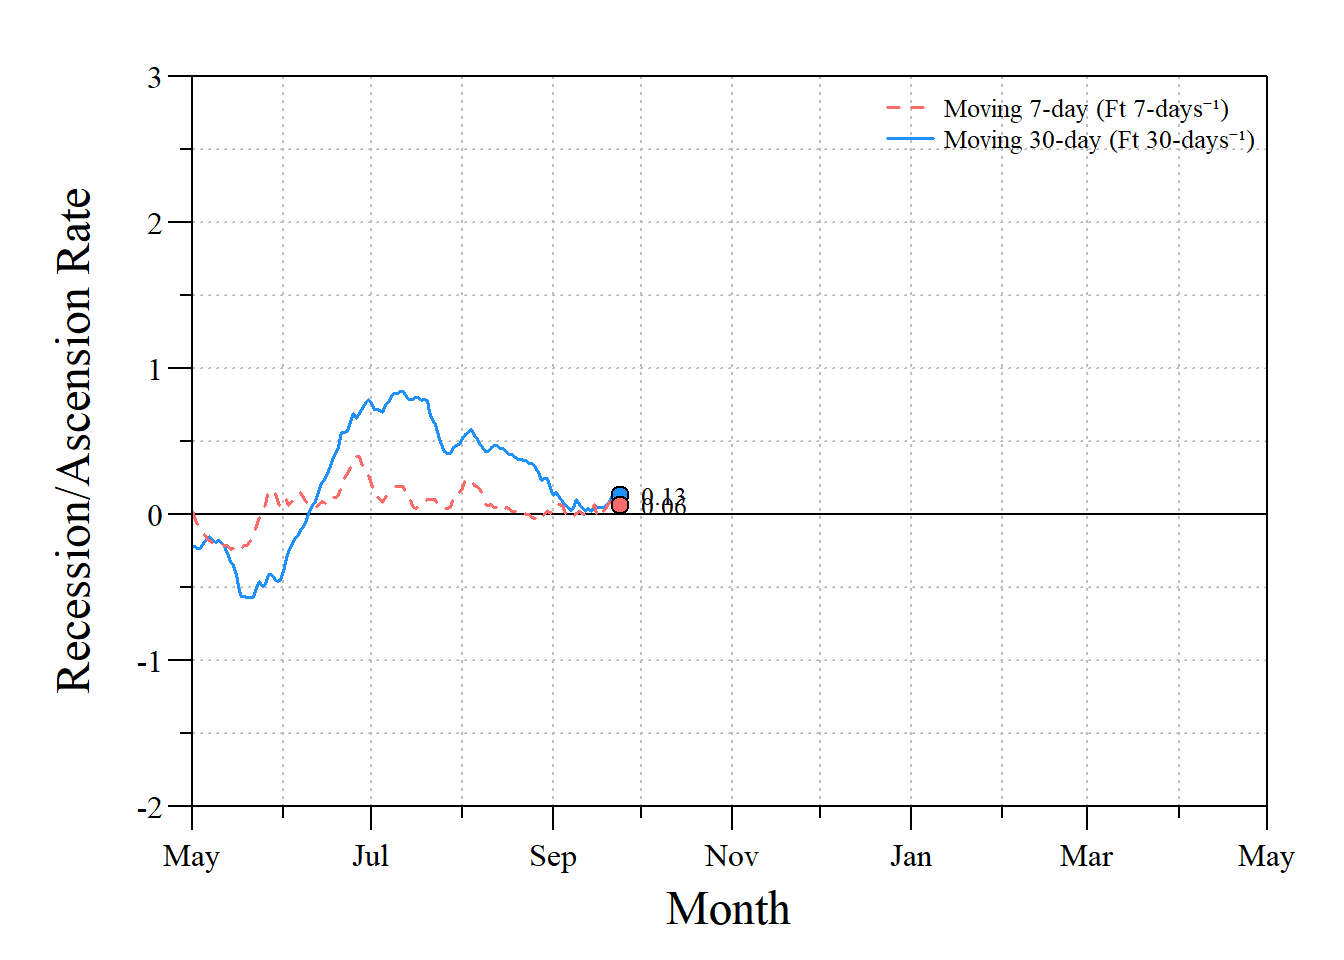 3
2
1
0
-1
-2
Recession/Ascension Rate
Moving 7-day (Ft 7-days⁻¹)
Moving 30-day (Ft 30-days⁻¹)
0.13
0.06
May Jul Sep Nov Jan Mar May
Month